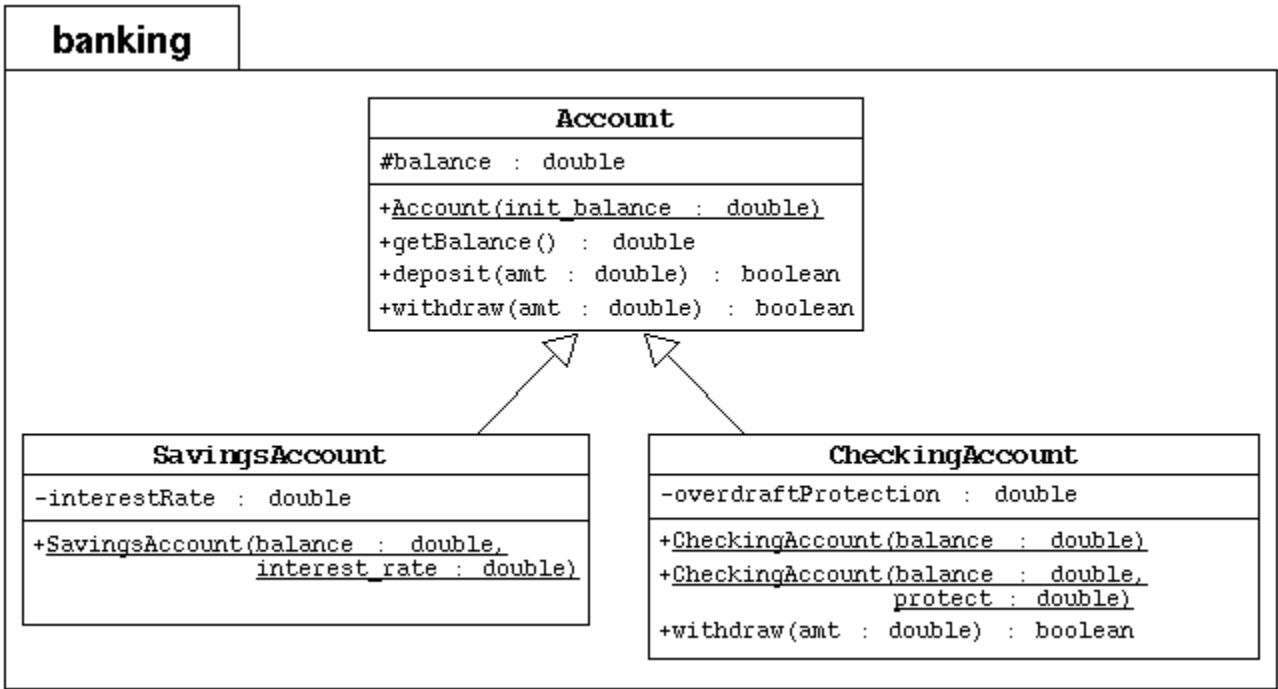 banking
Account
#balance : double
+Account(init_balance : double)
+getBalance() : double
+deposit(amt : double) : boolean
+withdraw(amt : double) : boolean
SavingsAccount
-interestRate : double
+SavingsAccount(balance : double,
interest_rate : double)
CheckingAccount
-overdraftProtection : double
+CheckingAccount(balance : double)
+CheckingAccount(balance : double,
protect : double)
+withdraw(amt : double) : boolean